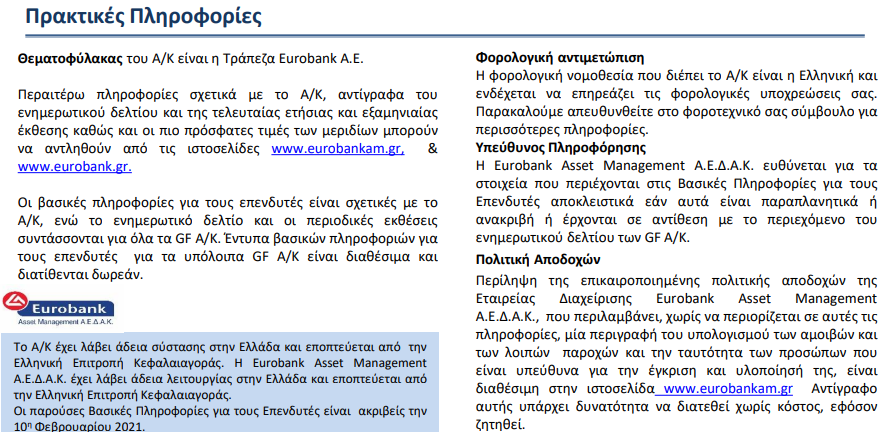 Πρακτικές Πληροφορίες
Θεματοφύλακας του Α/Κ είναι η Τράπεζα Eurobank Α.Ε.
Περαιτέρω πληροφορίες σχετικά με το Α/Κ, αντίγραφα του
ενημερωτικού δελτίου και της τελευταίας ετήσιας και εξαμηνιαίας
έκθεσης καθώς και οι πιο πρόσφατες τιμές των μεριδίων μπορούν
να αντληθούν από τις ιστοσελίδες www.eurobankam.gr, &
www.eurobank.gr.
Οι βασικές πληροφορίες για τους επενδυτές είναι σχετικές με το
Α/Κ, ενώ το ενημερωτικό δελτίο και οι περιοδικές εκθέσεις
συντάσσονται για όλα τα GF Α/Κ. Έντυπα βασικών πληροφοριών για
τους επενδυτές για τα υπόλοιπα GF Α/Κ είναι διαθέσιμα και
διατίθενται δωρεάν.
Eurobank
Asset Management Α.Ε.Δ.Α.Κ.
Το Α/Κ έχει λάβει άδεια σύστασης στην Ελλάδα και εποπτεύεται από την
Ελληνική Επιτροπή Κεφαλαιαγοράς. Η Eurobank Asset Management
Α.Ε.Δ.Α.Κ. έχει λάβει άδεια λειτουργίας στην Ελλάδα και εποπτεύεται από
την Ελληνική Επιτροπή Κεφαλαιαγοράς.
Οι παρούσες Βασικές Πληροφορίες για τους Επενδυτές είναι ακριβείς την
10η Φεβρουαρίου 2021.
Φορολογική αντιμετώπιση
Η φορολογική νομοθεσία που διέπει το Α/Κ είναι η Ελληνική και
ενδέχεται να επηρεάζει τις φορολογικές υποχρεώσεις σας.
Παρακαλούμε απευθυνθείτε στο φοροτεχνικό σας σύμβουλο για
περισσότερες πληροφορίες.
Υπεύθυνος Πληροφόρησης
Η Eurobank Asset Management Α.Ε.Δ.Α.Κ. ευθύνεται για τα
στοιχεία που περιέχονται στις Βασικές Πληροφορίες για τους
Επενδυτές αποκλειστικά εάν αυτά είναι παραπλανητικά ή
ανακριβή ή έρχονται σε αντίθεση με το περιεχόμενο του
ενημερωτικού δελτίου των GF Α/Κ.
Πολιτική Αποδοχών
Περίληψη της επικαιροποιημένης πολιτικής αποδοχών της
Εταιρείας Διαχείρισης Eurobank Asset Management
Α.Ε.Δ.Α.Κ., που περιλαμβάνει, χωρίς να περιορίζεται σε αυτές τις
πληροφορίες, μία περιγραφή του υπολογισμού των αμοιβών και
των λοιπών παροχών και την ταυτότητα των προσώπων που
είναι υπεύθυνα για την έγκριση και υλοποίησή της, είναι
διαθέσιμη στην ιστοσελίδα www.eurobankam.gr Αντίγραφο
αυτής υπάρχει δυνατότητα να διατεθεί χωρίς κόστος, εφόσον
ζητηθεί.